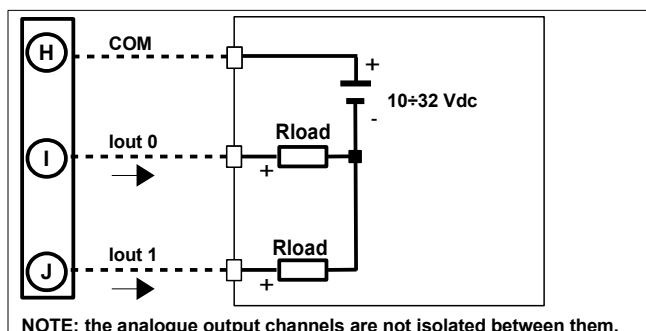 H
COM
+
10÷32 Vdc
-
Rload
Iout 0
I
+
Rload
Iout 1
J
+
NOTE: the analogue output channels are not isolated between them.